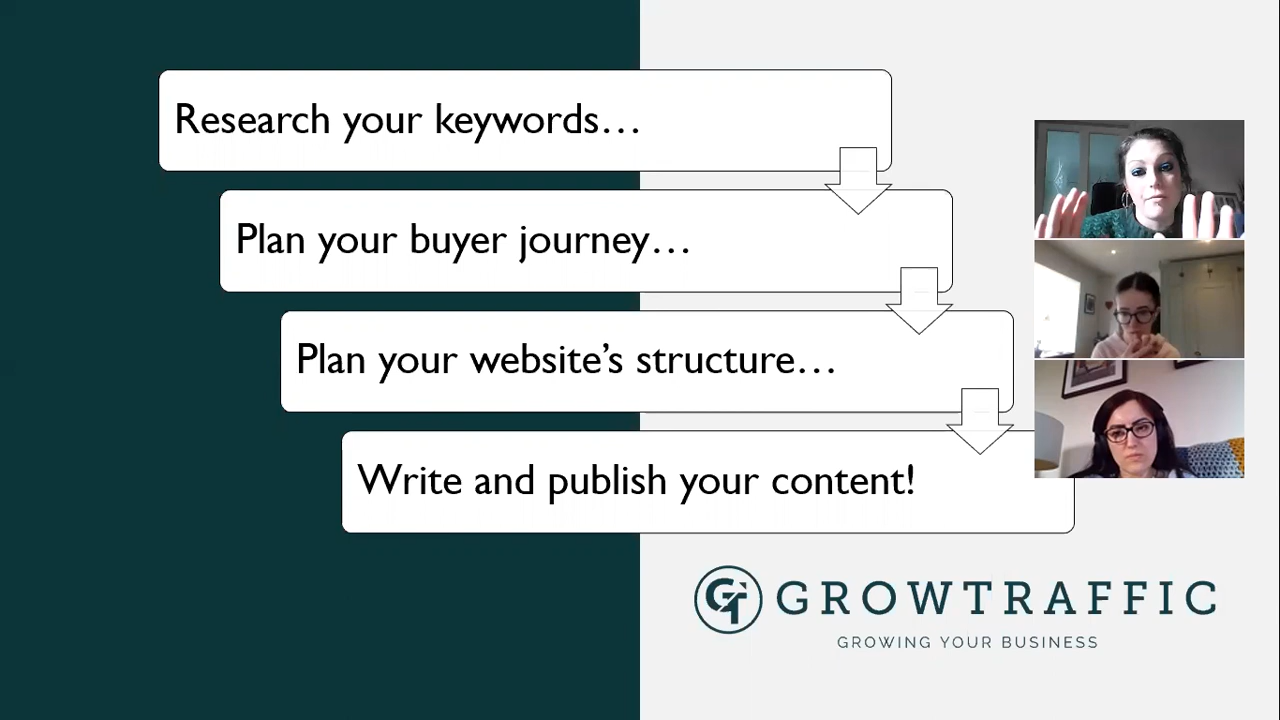 Research your keywords…
Plan your buyer journey…
Plan your website’s structure…
Write and publish your content!
GT GROWTRAFFIC
GROWING YOUR BUSINESS